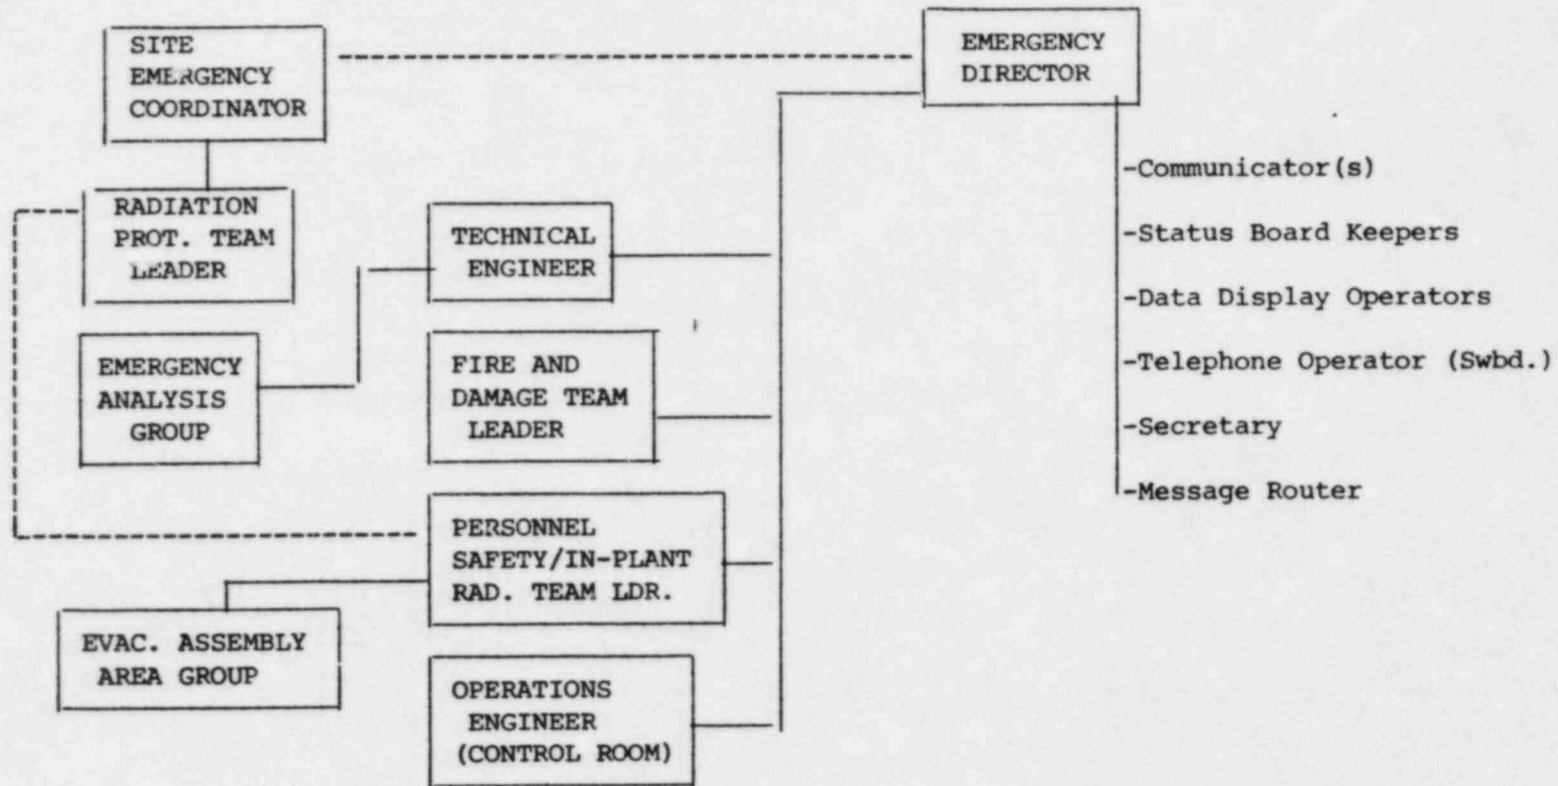 SITE
EMERGENCY
COORDINATOR
EMERGENCY
DIRECTOR
-Communicator(s)
-Status Board Keepers
-Data Display Operators
-Telephone Operator (Swbd.)
-Secretary
-Message Router
RADIATION
PROT. TEAM
LEADER
TECHNICAL
ENGINEER
EMERGENCY
ANALYSIS
GROUP
FIRE AND
DAMAGE TEAM
LEADER
PERSONNEL
SAFETY/IN-PLANT
RAD. TEAM LDR.
EVAC. ASSEMBLY
AREA GROUP
OPERATIONS
ENGINEER
(CONTROL ROOM)